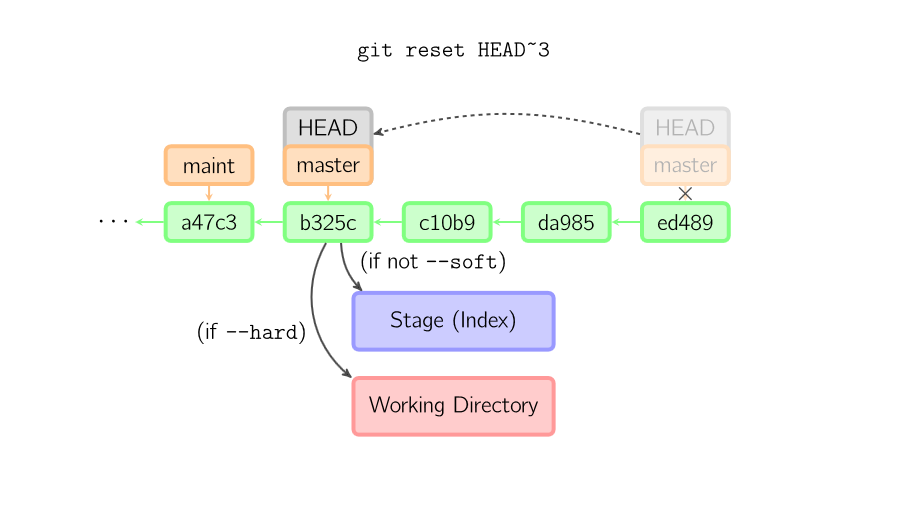 git reset HEAD~3
HEAD
HEAD
maint
master
master
...
a47c3
b325c
c10b9
da985
ed489
(if not --soft)
Stage (Index)
(if --hard)
Working Directory